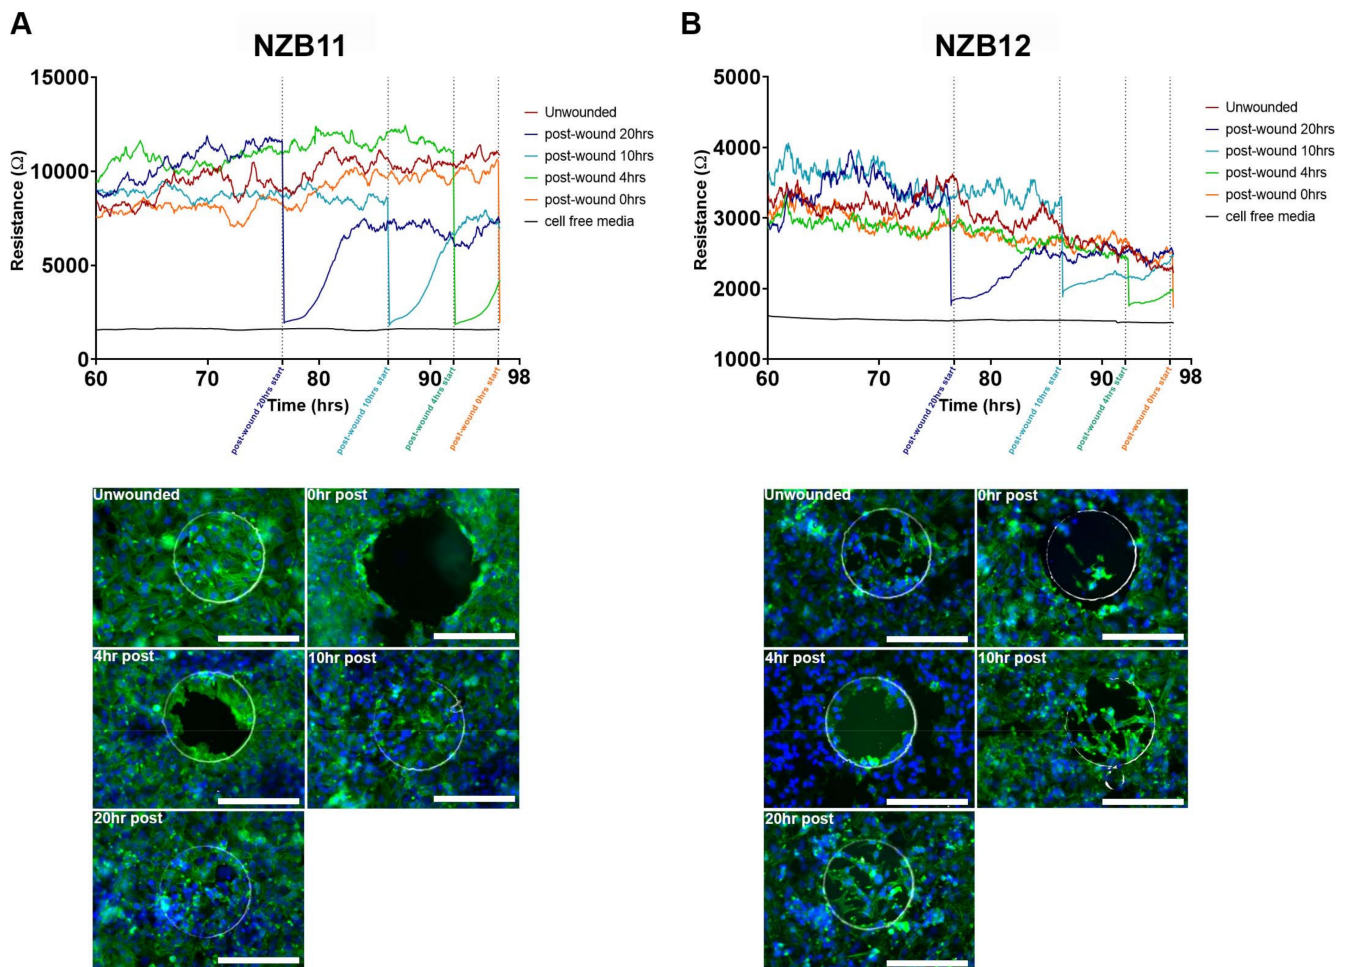 A
NZB11
15000
10000
5000
0
Resistance (Ω)
60 70 80 90 98
Time (hrs)
post-wound 20hrs start
post-wound 10hrs start
post-wound 4hrs start
post-wound 0hrs start
Unwounded
post-wound 20hrs
post-wound 10hrs
post-wound 4hrs
post-wound 0hrs
cell free media
Unwounded
0hr post
4hr post
10hr post
20hr post
B
NZB12
5000
4000
3000
2000
1000
Resistance (Ω)
60 70 80 90 98
Time (hrs)
post-wound 20hrs start
post-wound 10hrs start
post-wound 4hrs start
post-wound 0hrs start
Unwounded
post-wound 20hrs
post-wound 10hrs
post-wound 4hrs
post-wound 0hrs
cell free media
Unwounded
0hr post
4hr post
10hr post
20hr post